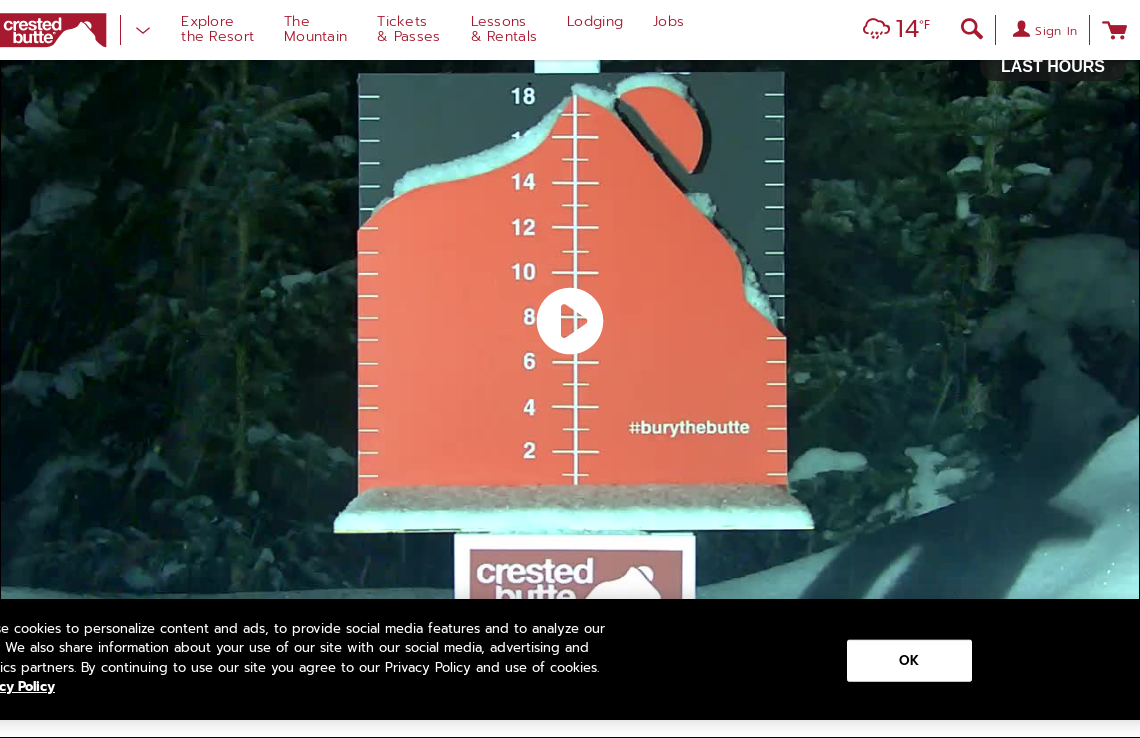 crested
butte
Explore
the Resort
The
Mountain
Tickets
& Passes
Lessons
& Rentals
Lodging
Jobs
14°F
Sign In
LAST HOURS
18
14
12
10
8
6
4
2
#burythebutte
crested
butte
cookies to personalize content and ads, to provide social media features and to analyze our
We also share information about your use of our site with our social media, advertising and
partners. By continuing to use our site you agree to our Privacy Policy and use of cookies.
Policy
OK